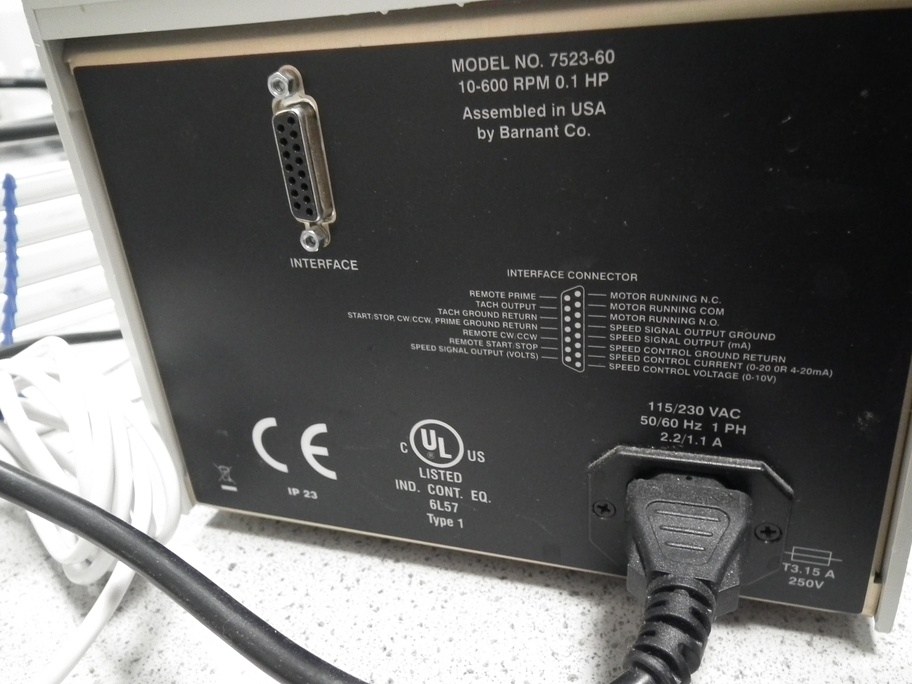 MODEL NO. 7523-60
10-600 RPM 0.1 HP
Assembled in USA
by Barnant Co.
INTERFACE
INTERFACE CONNECTOR
REMOTE PRIME
TACH OUTPUT
TACH GROUND RETURN
START:STOP, CW:CCW, PRIME GROUND RETURN
REMOTE CW:CCW
REMOTE START:STOP
SPEED SIGNAL OUTPUT (VOLTS)
MOTOR RUNNING N.C.
MOTOR RUNNING COM
MOTOR RUNNING N.O.
SPEED SIGNAL OUTPUT GROUND
SPEED SIGNAL OUTPUT (mA)
SPEED CONTROL GROUND RETURN
SPEED CONTROL CURRENT (0-20 0R 4-20mA)
SPEED CONTROL VOLTAGE (0-10V)
CE
IP 23
C UL US
LISTED
IND. CONT. EQ.
6L57
Type 1
115/230 VAC
50/60 Hz 1 PH
2.2/1.1 A
T3.15 A
250V